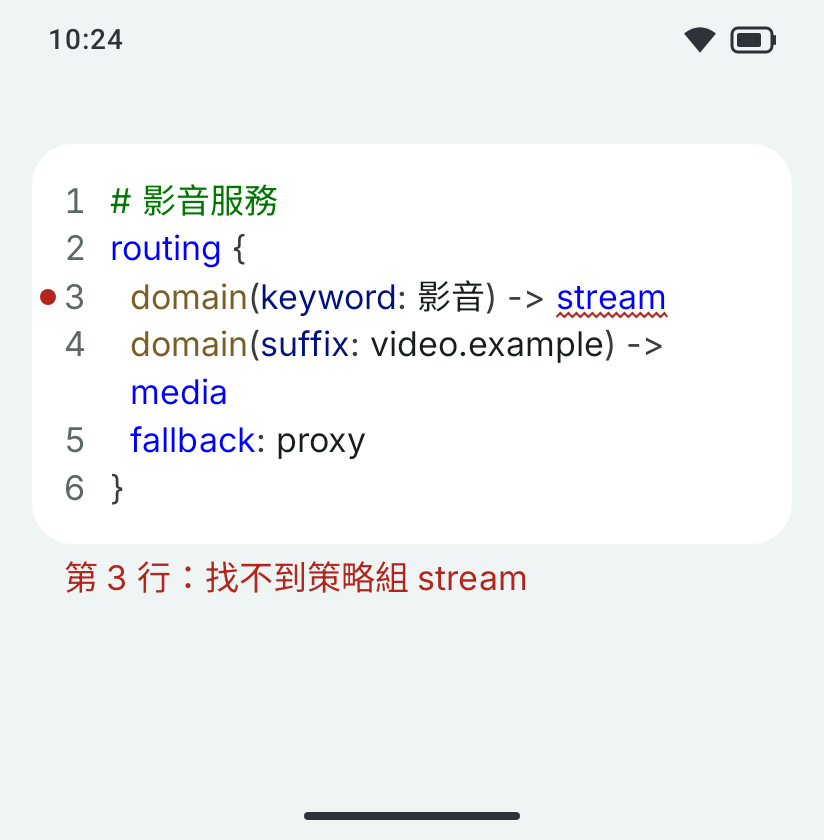 10:24
1 # 影音服務
2 routing {
3 domain(keyword: 影音) -> stream
4 domain(suffix: video.example) ->
media
5 fallback: proxy
6 }
第 3 行：找不到策略組 stream